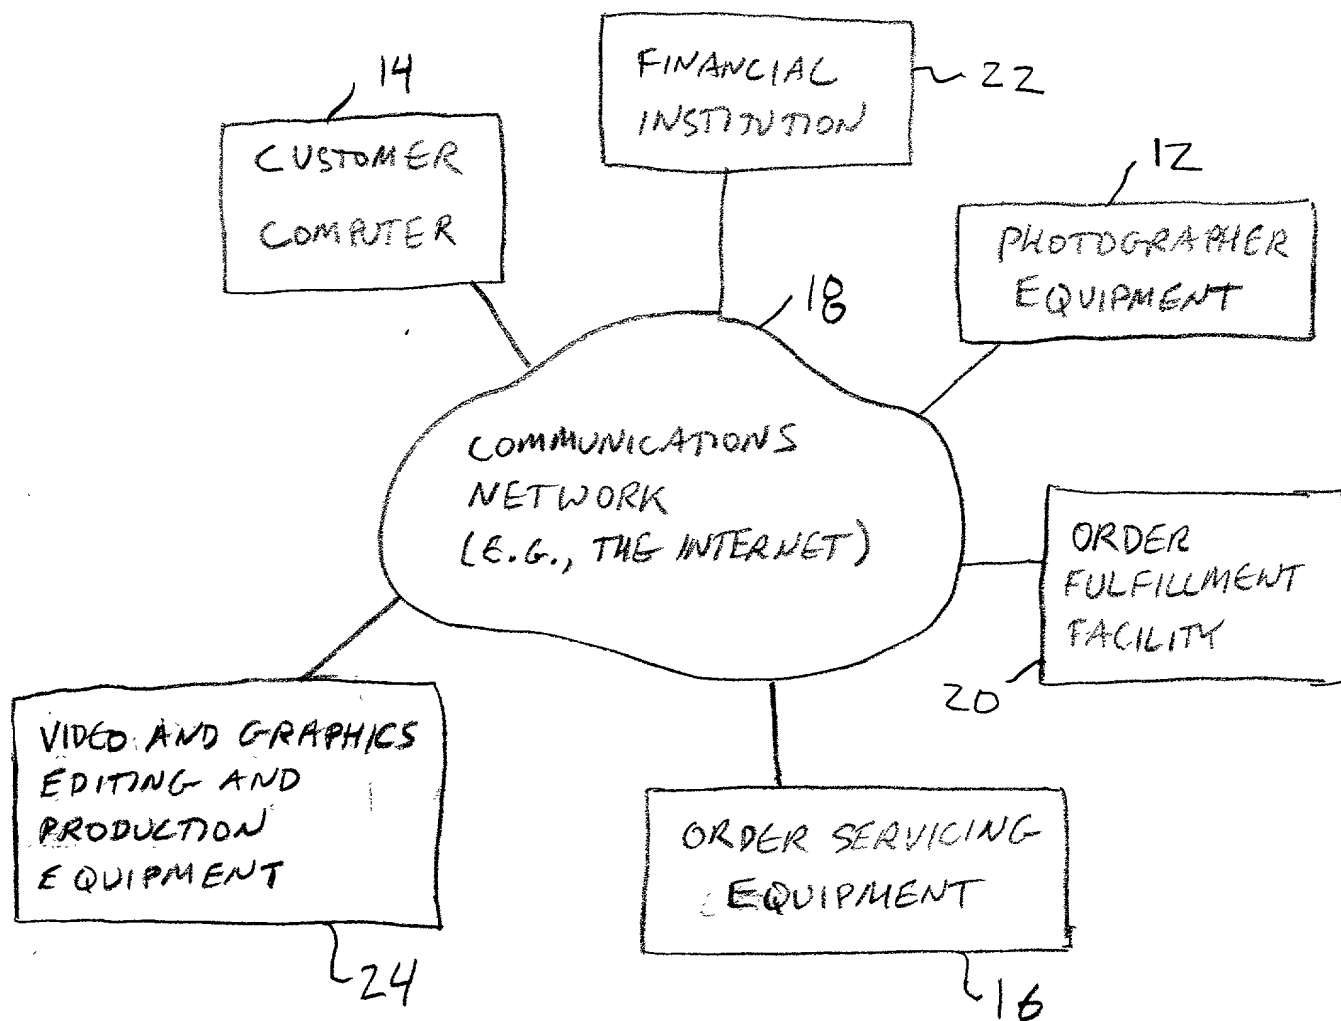 14
CUSTOMER
COMPUTER
FINANCIAL
INSTITUTION
22
12
PHOTOGRAPHER
EQUIPMENT
18
COMMUNICATIONS
NETWORK
(E.G., THE INTERNET)
ORDER
FULFILLMENT
FACILITY
20
VIDEO AND GRAPHICS
EDITING AND
PRODUCTION
EQUIPMENT
24
ORDER SERVICING
EQUIPMENT
16